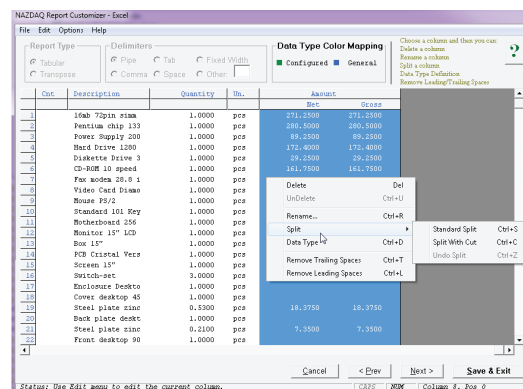 NAZDAQ Report Customizer - Excel
File Edit Options Help
Report Type
Tabular
Transpose
Delimiters
Pipe Tab Fixed Width
Comma Space Other:
Data Type Color Mapping
Configured General
Choose a column and then you can:
Delete a column
Rename a column
Split a column
Data Type Definition
Remove Leading/Trailing Spaces
?
Cnt Description Quantity Un. Amount
Net Gross
1 16mb 72pin simm 1.0000 pcs 271.2500 271.2500
2 Pentium chip 133 1.0000 pcs 280.5000 280.5000
3 Power Supply 200 1.0000 pcs 89.2500 89.2500
4 Hard Drive 1280 1.0000 pcs 172.4000 172.4000
5 Diskette Drive 3 1.0000 pcs 29.2500 29.2500
6 CD-ROM 10 speed 1.0000 pcs 161.7500 161.7500
7 Fax modem 28.8 i 1.0000 pcs
8 Video Card Diamo 1.0000 pcs
9 Mouse PS/2 1.0000 pcs
10 Standard 101 Key 1.0000 pcs
11 Motherboard 256 1.0000 pcs
12 Monitor 15" LCD 1.0000 pcs
13 Box 15" 1.0000 pcs
14 PCB Cristal Vers 1.0000 pcs
15 Screen 15" 1.0000 pcs
16 Switch-set 3.0000 pcs
17 Enclosure Deskto 1.0000 pcs
18 Cover desktop 45 1.0000 pcs
19 Steel plate zinc 0.5300 pcs 18.3750 18.3750
20 Back plate deskt 1.0000 pcs
21 Steel plate zinc 0.2100 pcs 7.3500 7.3500
22 Front desktop 90 1.0000 pcs
Delete Del
UnDelete Ctrl+U
Rename... Ctrl+R
Split
Data Type Ctrl+D
Remove Trailing Spaces Ctrl+T
Remove Leading Spaces Ctrl+L
Standard Split Ctrl+S
Split With Cut Ctrl+C
Undo Split Ctrl+Z
Cancel < Prev Next > Save & Exit
Status: Use Edit menu to edit the current column. CAPS NUM Column 8, Pos 0